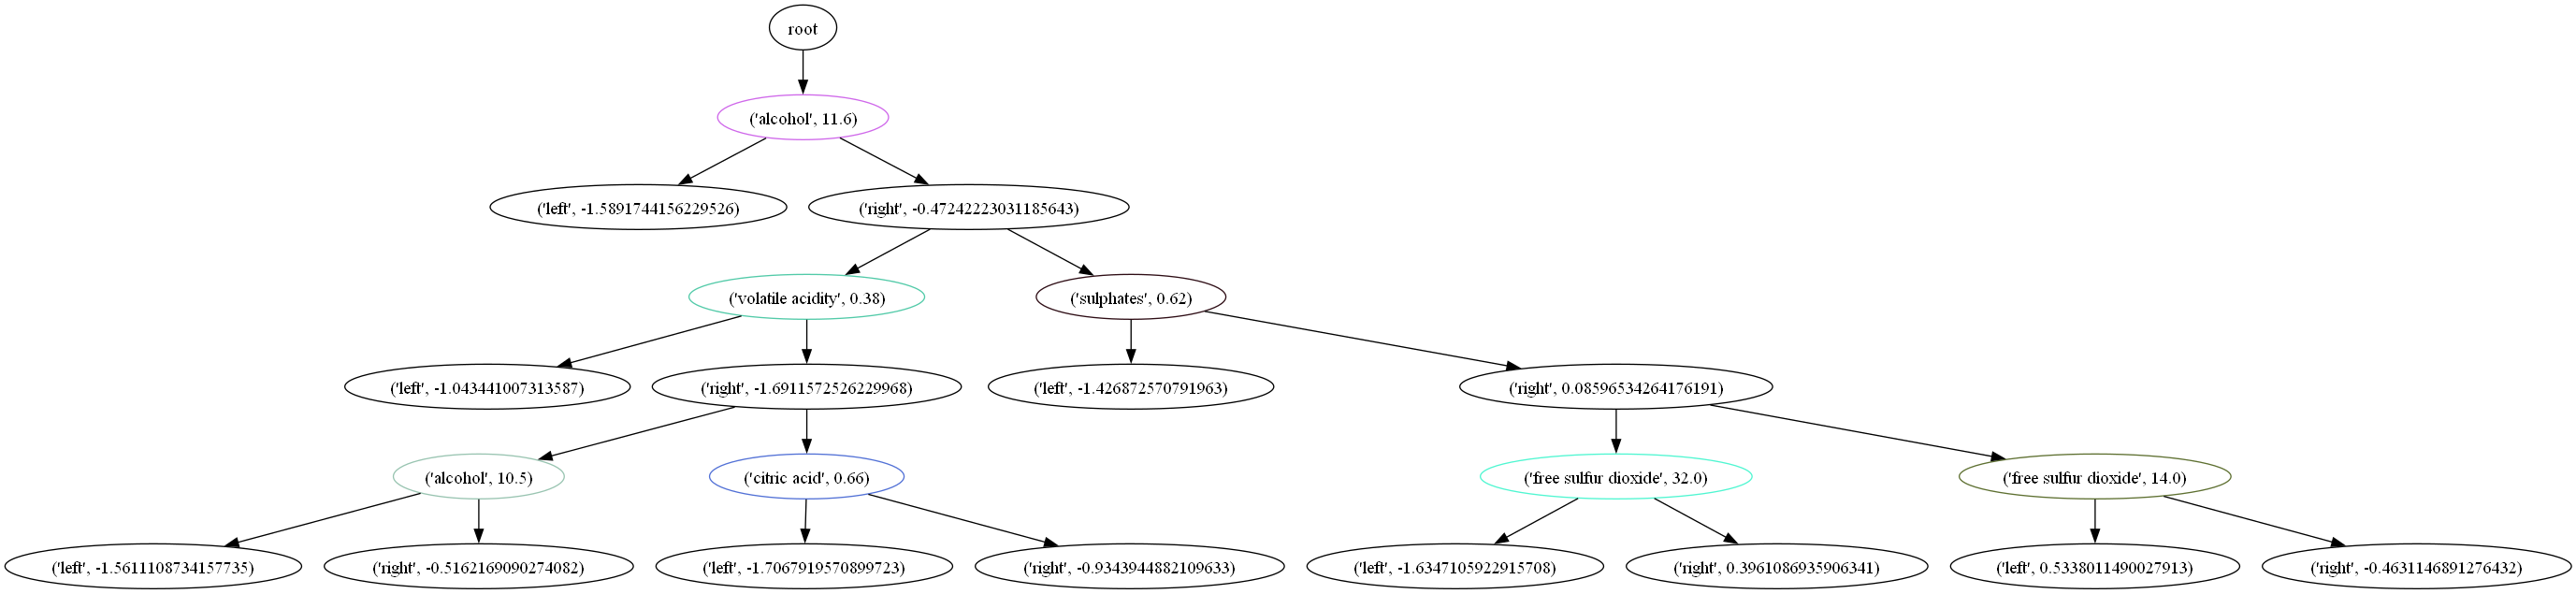 root
('alcohol', 11.6)
('left', -1.5891744156229526)
('right', -0.47242223031185643)
('volatile acidity', 0.38)
('sulphates', 0.62)
('left', -1.043441007313587)
('right', -1.6911572526229968)
('left', -1.426872570791963)
('right', 0.08596534264176191)
('alcohol', 10.5)
('citric acid', 0.66)
('free sulfur dioxide', 32.0)
('free sulfur dioxide', 14.0)
('left', -1.5611108734157735)
('right', -0.5162169090274082)
('left', -1.7067919570899723)
('right', -0.9343944882109633)
('left', -1.6347105922915708)
('right', 0.3961086935906341)
('left', 0.5338011490027913)
('right', -0.4631146891276432)